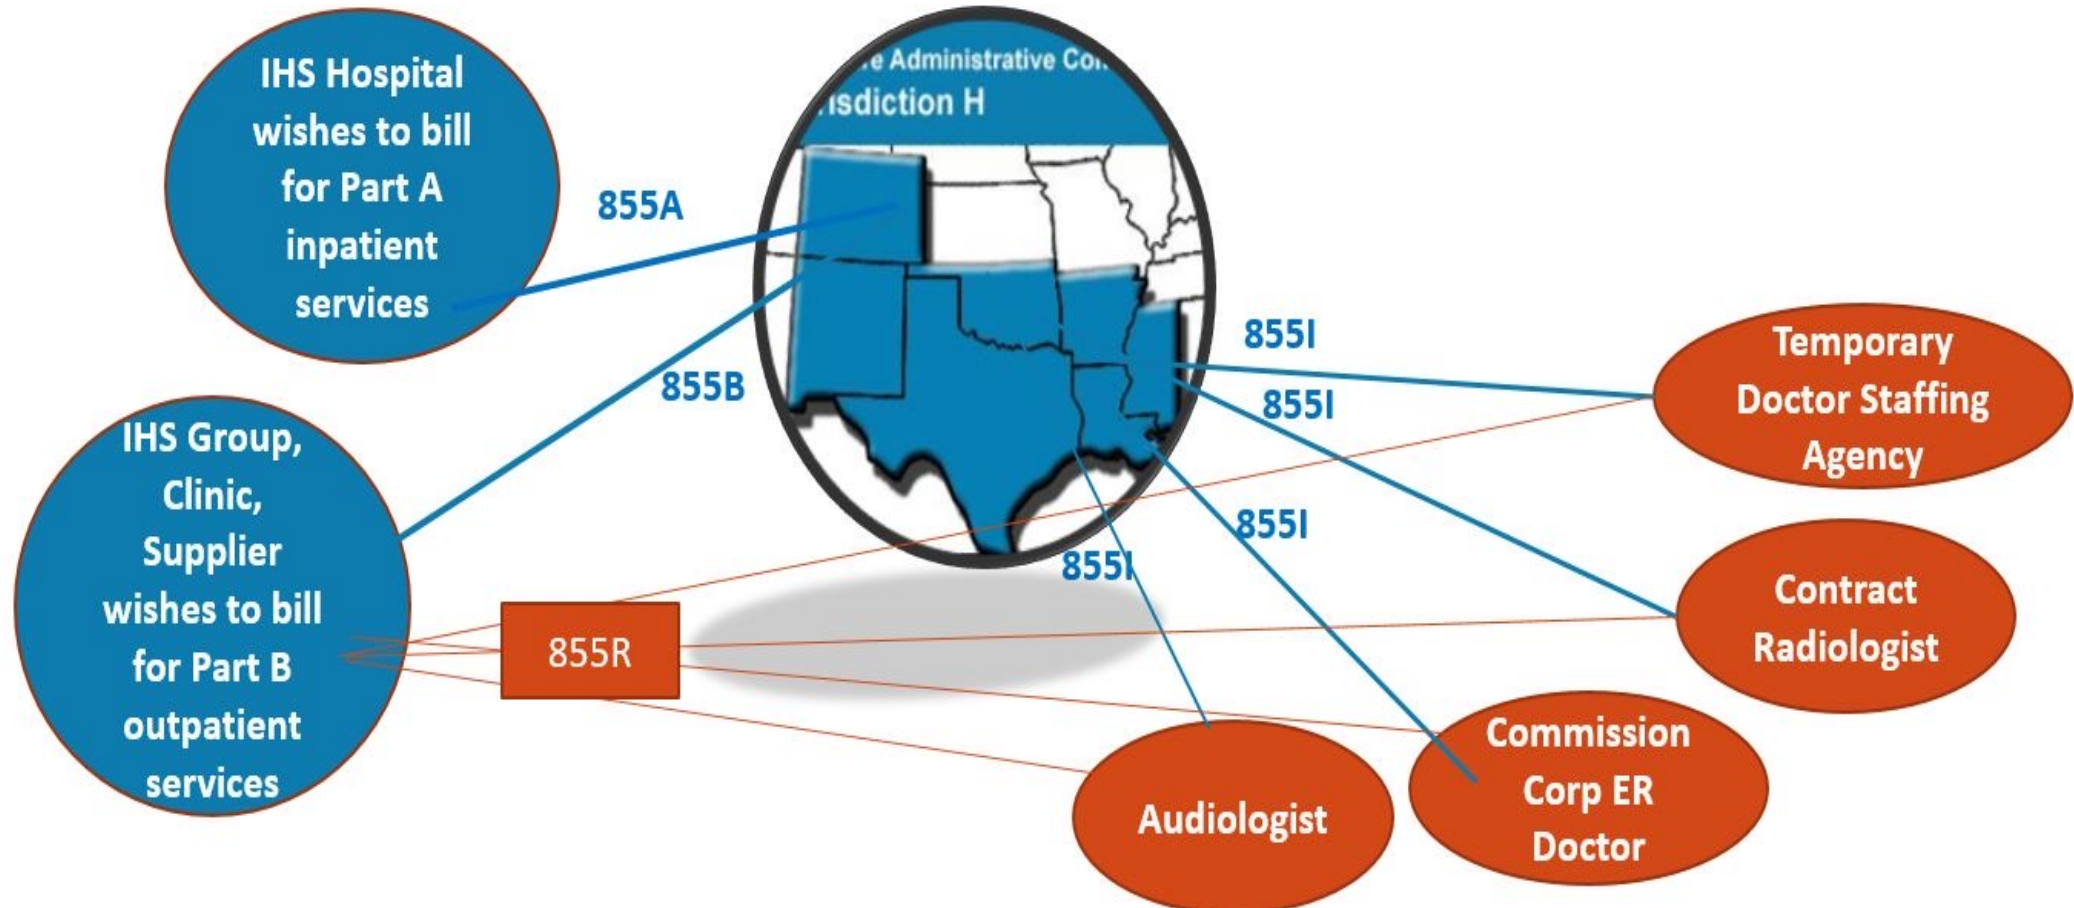 IHS Hospital
wishes to bill
for Part A
inpatient
services
855A
Administrative
H
855B
IHS Group,
Clinic,
Supplier
wishes to bill
for Part B
outpatient
services
855I
855I
855I
855I
855R
Temporary
Doctor Staffing
Agency
Contract
Radiologist
Commission
Corp ER
Doctor
Audiologist